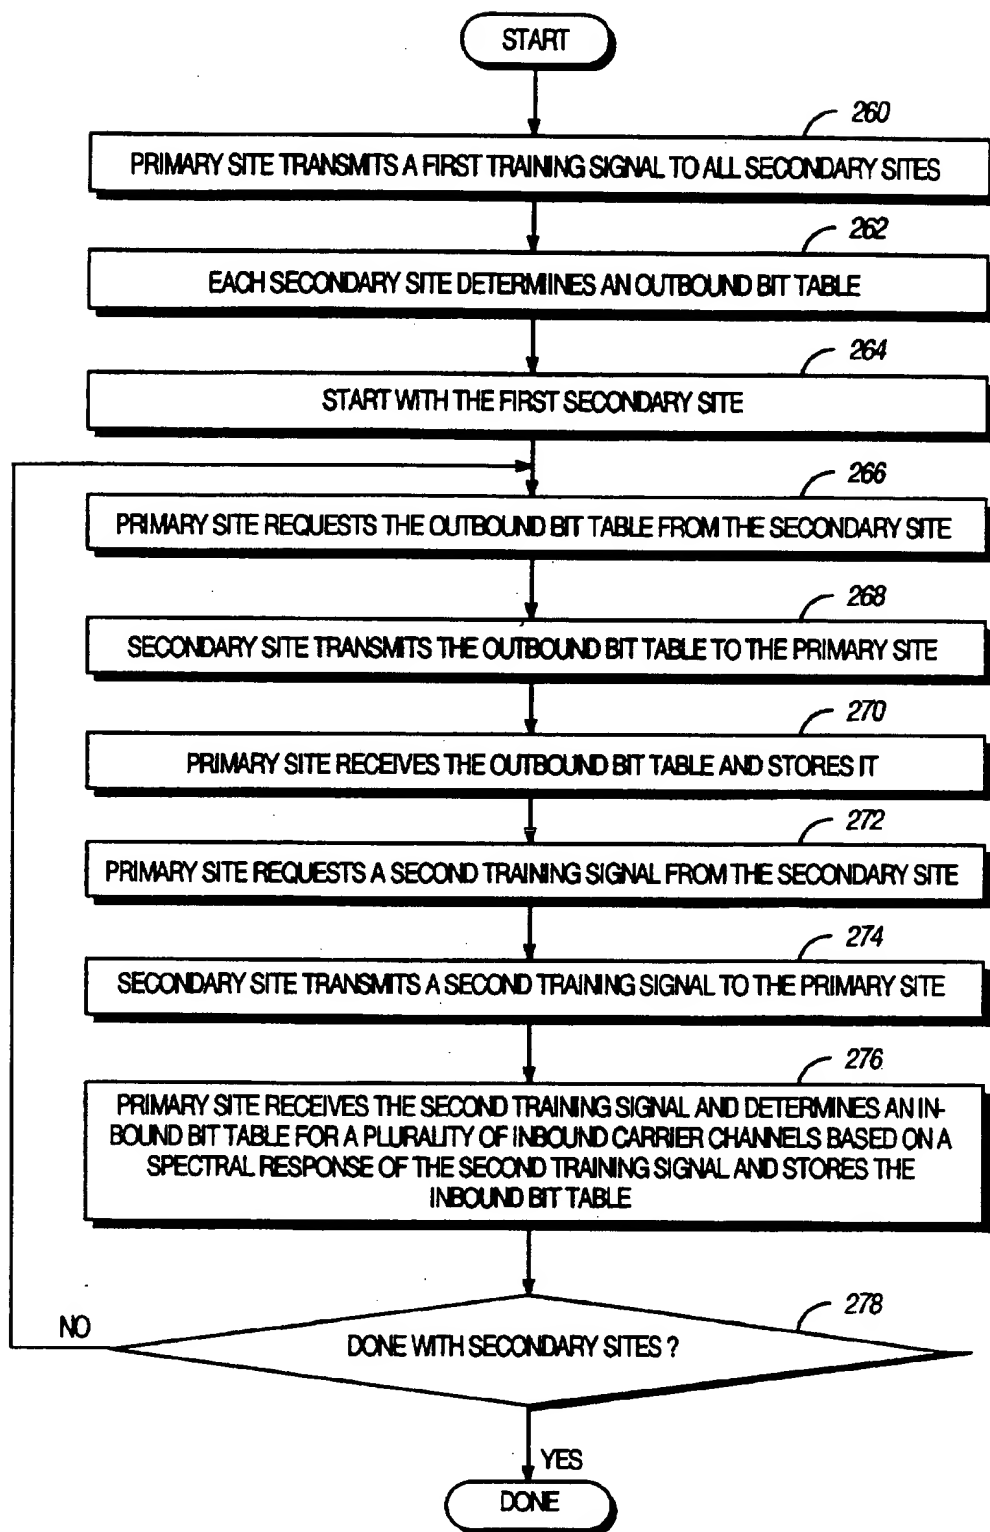 START
260
PRIMARY SITE TRANSMITS A FIRST TRAINING SIGNAL TO ALL SECONDARY SITES
262
EACH SECONDARY SITE DETERMINES AN OUTBOUND BIT TABLE
264
START WITH THE FIRST SECONDARY SITE
266
PRIMARY SITE REQUESTS THE OUTBOUND BIT TABLE FROM THE SECONDARY SITE
268
SECONDARY SITE TRANSMITS THE OUTBOUND BIT TABLE TO THE PRIMARY SITE
270
PRIMARY SITE RECEIVES THE OUTBOUND BIT TABLE AND STORES IT
272
PRIMARY SITE REQUESTS A SECOND TRAINING SIGNAL FROM THE SECONDARY SITE
274
SECONDARY SITE TRANSMITS A SECOND TRAINING SIGNAL TO THE PRIMARY SITE
276
PRIMARY SITE RECEIVES THE SECOND TRAINING SIGNAL AND DETERMINES AN IN-
BOUND BIT TABLE FOR A PLURALITY OF INBOUND CARRIER CHANNELS BASED ON A
SPECTRAL RESPONSE OF THE SECOND TRAINING SIGNAL AND STORES THE
INBOUND BIT TABLE
278
NO
DONE WITH SECONDARY SITES ?
YES
DONE